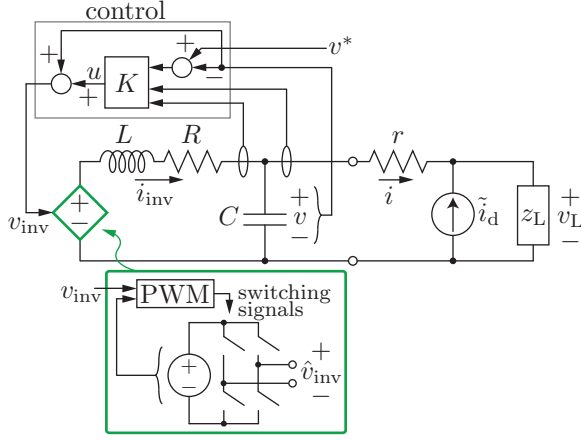 control
+ + v*
u K −
+
L R r
i_inv i
v_inv + − C + v − ĩ_d z_L + v_L −
v_inv PWM switching
signals
+ − + v̂_inv −